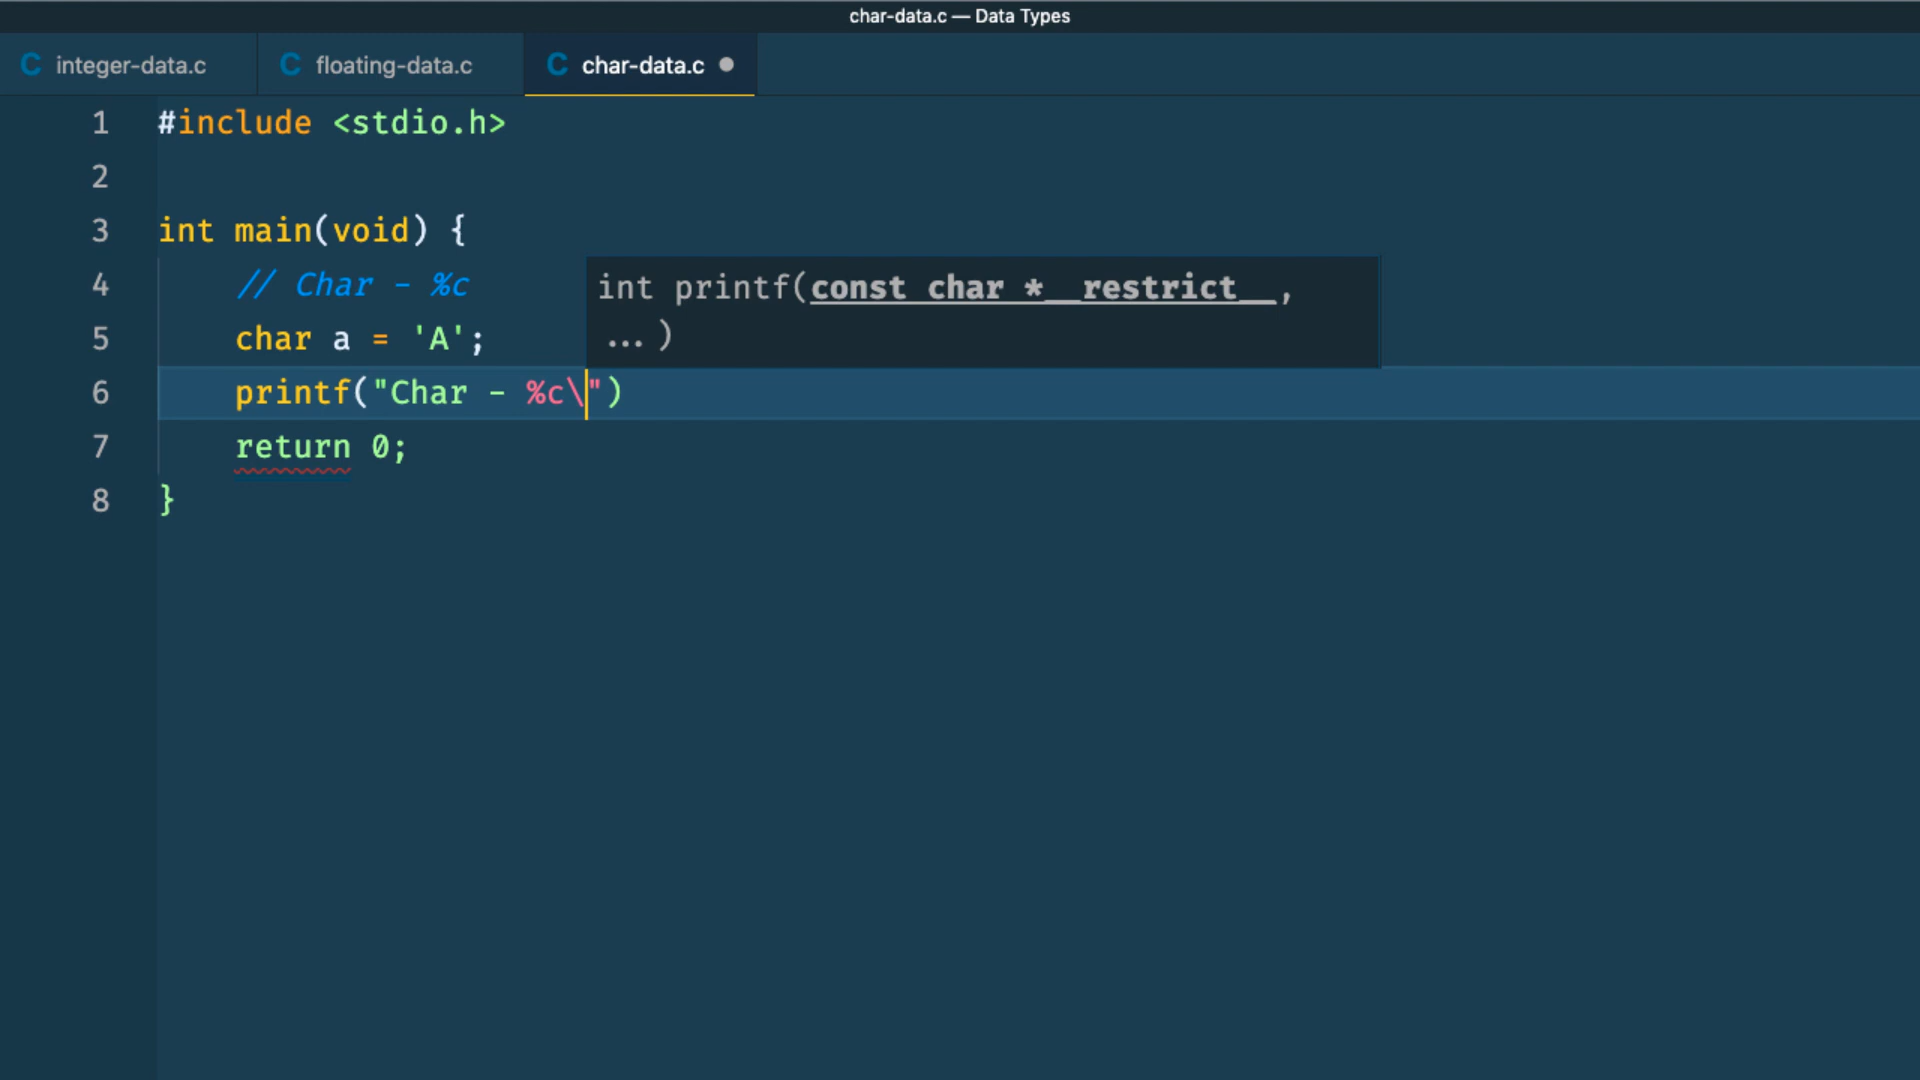 char-data.c — Data Types
C integer-data.c C floating-data.c C char-data.c
1 #include <stdio.h>
2
3 int main(void) {
4 // Char - %c
int printf(const char *__restrict__,
5 char a = 'A';
...)
6 printf("Char - %c\")
7 return 0;
8 }